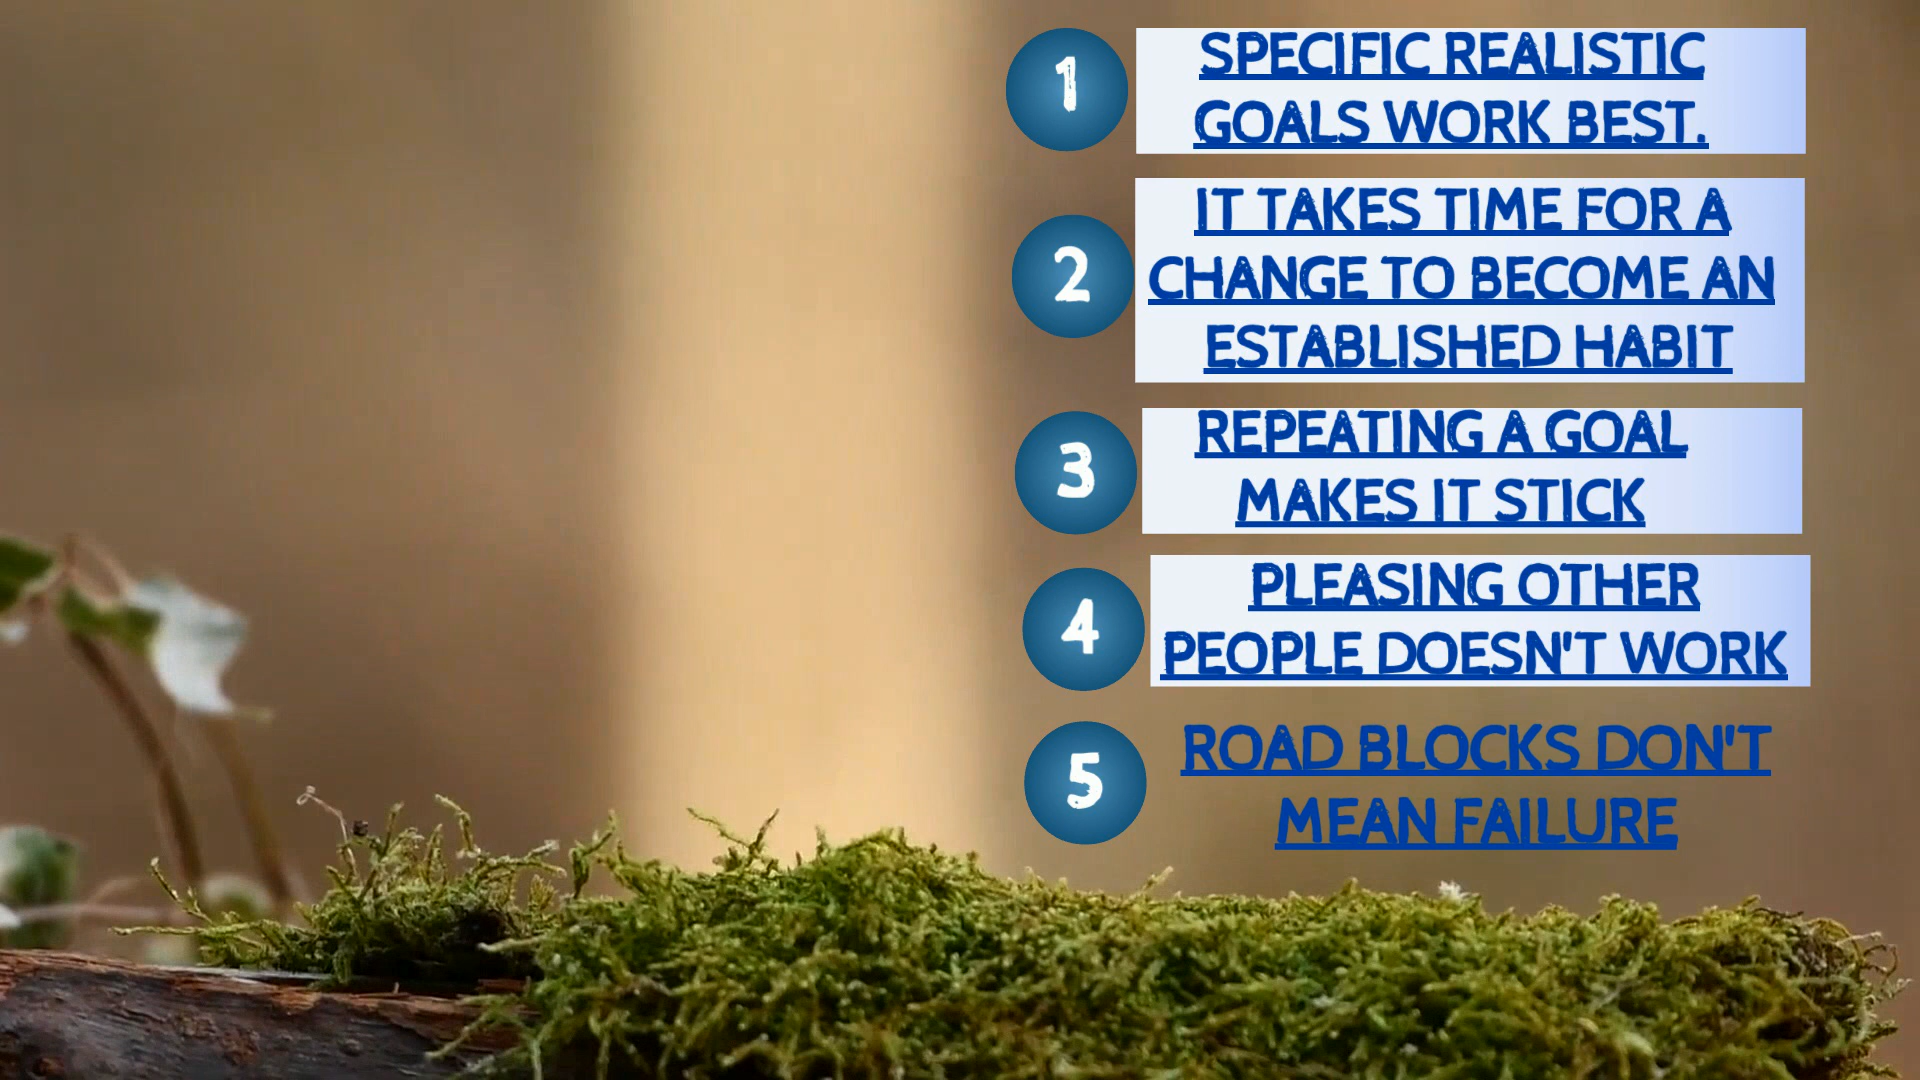 1
SPECIFIC REALISTIC
GOALS WORK BEST.
2
IT TAKES TIME FOR A
CHANGE TO BECOME AN
ESTABLISHED HABIT
3
REPEATING A GOAL
MAKES IT STICK
4
PLEASING OTHER
PEOPLE DOESN'T WORK
5
ROAD BLOCKS DON'T
MEAN FAILURE